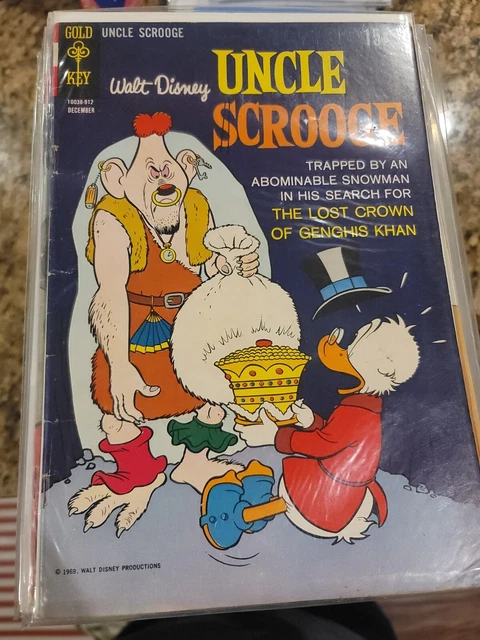 GOLD
KEY
UNCLE SCROOGE
10038-912
DECEMBER
Walt Disney
UNCLE
SCROOGE
TRAPPED BY AN
ABOMINABLE SNOWMAN
IN HIS SEARCH FOR
THE LOST CROWN
OF GENGHIS KHAN
© 1969, WALT DISNEY PRODUCTIONS